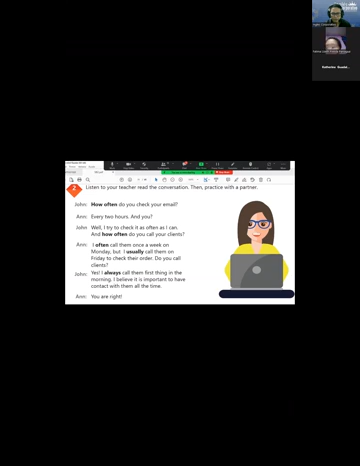 2
Listen to your teacher read the conversation. Then, practice with a partner.
John: How often do you check your email?
Ann: Every two hours. And you?
John Well, I try to check it as often as I can.
And how often do you call your clients?
Ann: I often call them once a week on
Monday, but I usually call them on
Friday to check their order. Do you call
clients?
John: Yes! I always call them first thing in the
morning. I believe it is important to have
contact with them all the time.
Ann: You are right!